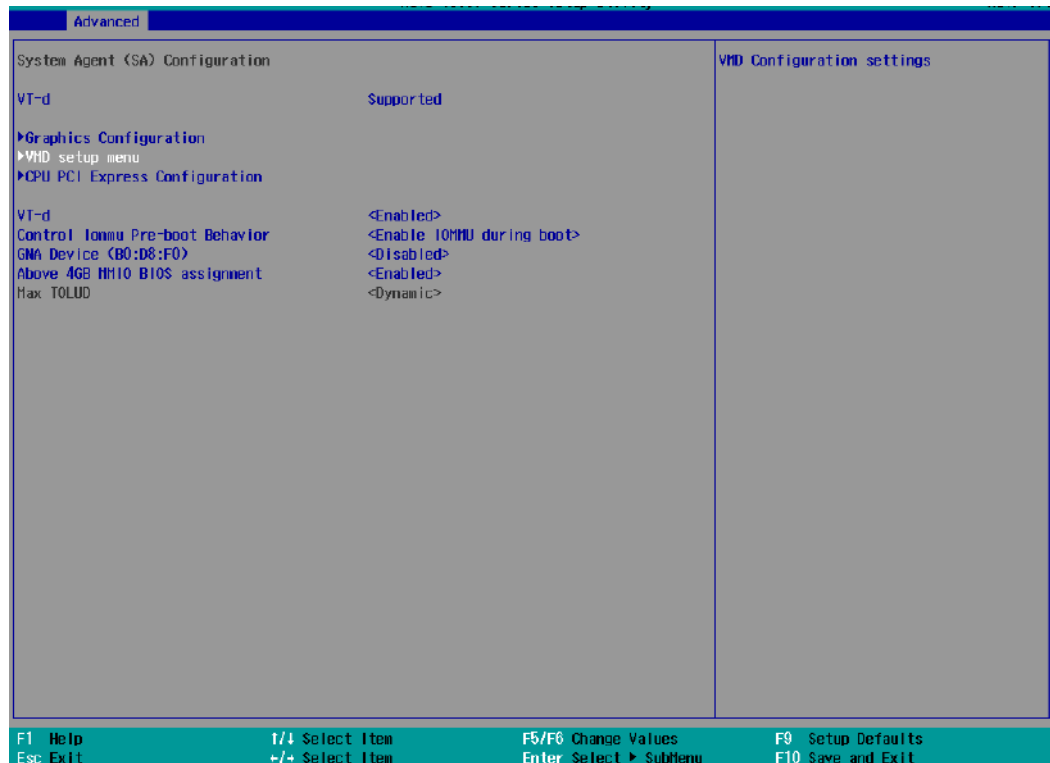 Advanced
System Agent (SA) Configuration
VMD Configuration settings
VT-d Supported
▶Graphics Configuration
▶VMD setup menu
▶CPU PCI Express Configuration
VT-d <Enabled>
Control Iommu Pre-boot Behavior <Enable IOMMU during boot>
GNA Device (B0:D8:F0) <Disabled>
Above 4GB MMIO BIOS assignment <Enabled>
Max TOLUD <Dynamic>
F1 Help ↑/↓ Select Item F5/F6 Change Values F9 Setup Defaults
Esc Exit ←/→ Select Item Enter Select ▶ SubMenu F10 Save and Exit